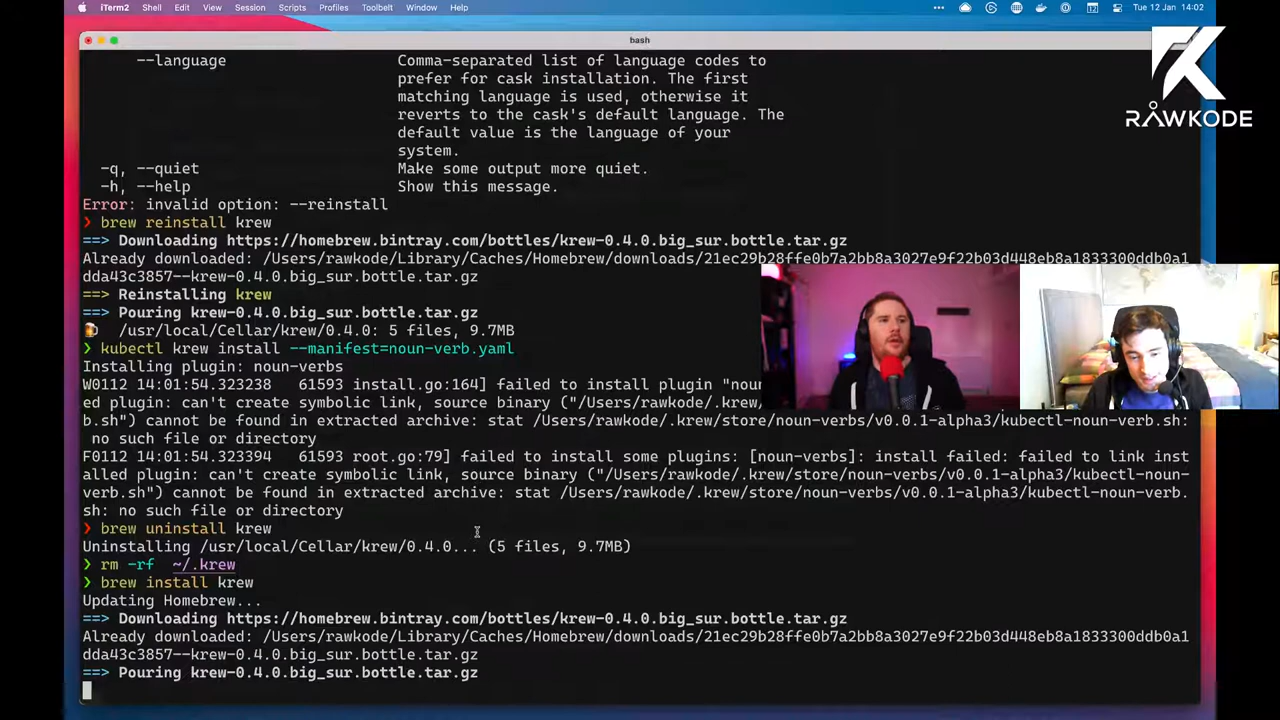 iTerm2 Shell Edit View Session Scripts Profiles Toolbelt Window Help
Tue 12 Jan 14:02
bash
RAWKODE
--language Comma-separated list of language codes to
prefer for cask installation. The first
matching language is used, otherwise it
reverts to the cask's default language. The
default value is the language of your
system.
-q, --quiet Make some output more quiet.
-h, --help Show this message.
Error: invalid option: --reinstall
❯ brew reinstall krew
==> Downloading https://homebrew.bintray.com/bottles/krew-0.4.0.big_sur.bottle.tar.gz
Already downloaded: /Users/rawkode/Library/Caches/Homebrew/downloads/21ec29b28ffe0b7a2bb8a3027e9f22b03d448eb8a1833300ddb0a1
dda43c3857--krew-0.4.0.big_sur.bottle.tar.gz
==> Reinstalling krew
==> Pouring krew-0.4.0.big_sur.bottle.tar.gz
🍺 /usr/local/Cellar/krew/0.4.0: 5 files, 9.7MB
❯ kubectl krew install --manifest=noun-verb.yaml
Installing plugin: noun-verbs
W0112 14:01:54.323238 61593 install.go:164] failed to install plugin "nou
ed plugin: can't create symbolic link, source binary ("/Users/rawkode/.krew/
b.sh") cannot be found in extracted archive: stat /Users/rawkode/.krew/store/noun-verbs/v0.0.1-alpha3/kubectl-noun-verb.sh:
no such file or directory
F0112 14:01:54.323394 61593 root.go:79] failed to install some plugins: [noun-verbs]: install failed: failed to link inst
alled plugin: can't create symbolic link, source binary ("/Users/rawkode/.krew/store/noun-verbs/v0.0.1-alpha3/kubectl-noun-
verb.sh") cannot be found in extracted archive: stat /Users/rawkode/.krew/store/noun-verbs/v0.0.1-alpha3/kubectl-noun-verb.
sh: no such file or directory
❯ brew uninstall krew
Uninstalling /usr/local/Cellar/krew/0.4.0... (5 files, 9.7MB)
❯ rm -rf ~/.krew
❯ brew install krew
Updating Homebrew...
==> Downloading https://homebrew.bintray.com/bottles/krew-0.4.0.big_sur.bottle.tar.gz
Already downloaded: /Users/rawkode/Library/Caches/Homebrew/downloads/21ec29b28ffe0b7a2bb8a3027e9f22b03d448eb8a1833300ddb0a1
dda43c3857--krew-0.4.0.big_sur.bottle.tar.gz
==> Pouring krew-0.4.0.big_sur.bottle.tar.gz